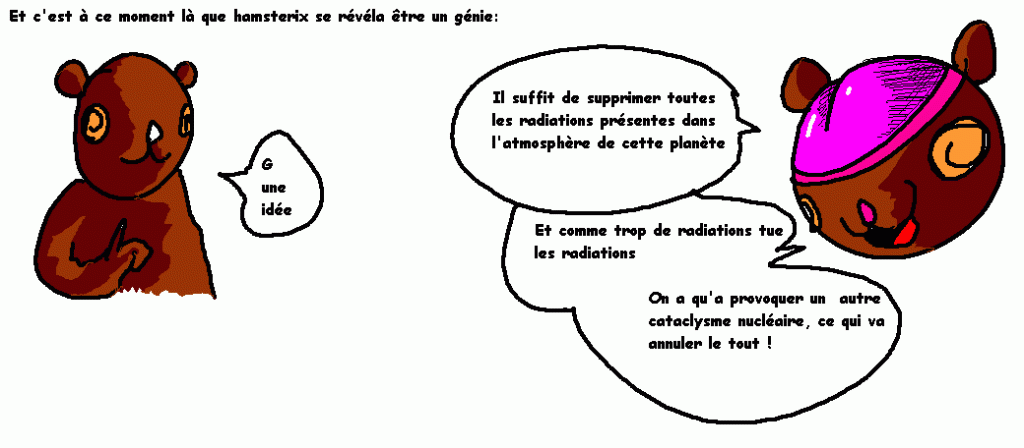 Et c'est à ce moment là que hamsterix se révéla être un génie:
G
une
idée
Il suffit de supprimer toutes
les radiations présentes dans
l'atmosphère de cette planète
Et comme trop de radiations tue
les radiations
On a qu'a provoquer un autre
cataclysme nucléaire, ce qui va
annuler le tout !